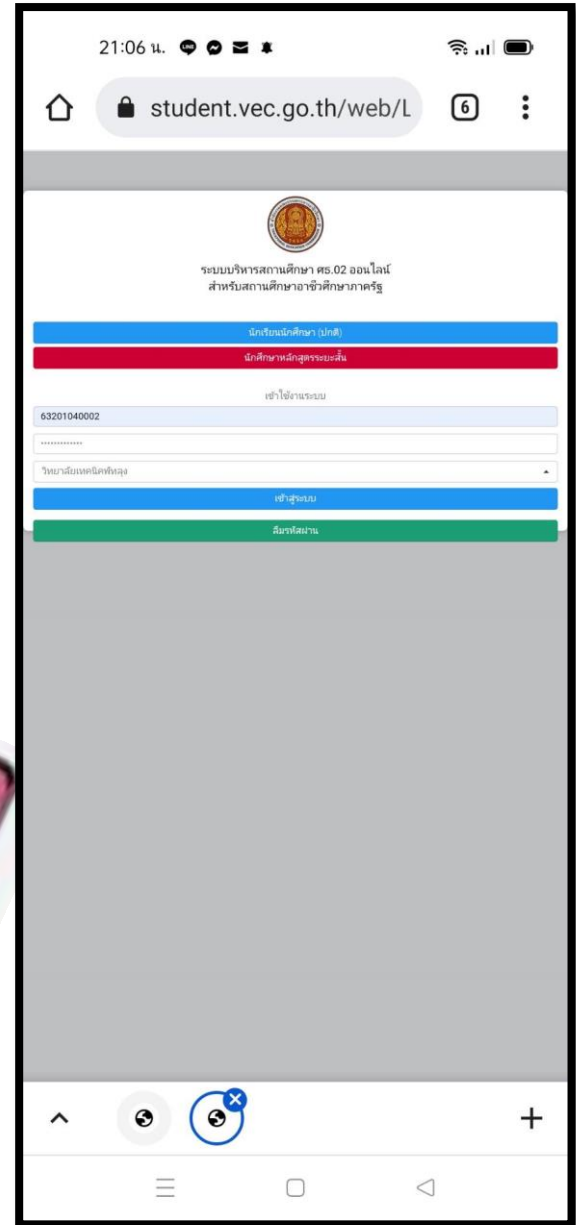 21:06 น.
student.vec.go.th/web/L
6
ระบบบริหารสถานศึกษา ศธ.02 ออนไลน์
สำหรับสถานศึกษาอาชีวศึกษาภาครัฐ
นักเรียนนักศึกษา (ปกติ)
นักศึกษาหลักสูตรระยะสั้น
เข้าใช้งานระบบ
63201040002
วิทยาลัยเทคนิคพัทลุง
เข้าสู่ระบบ
ลืมรหัสผ่าน